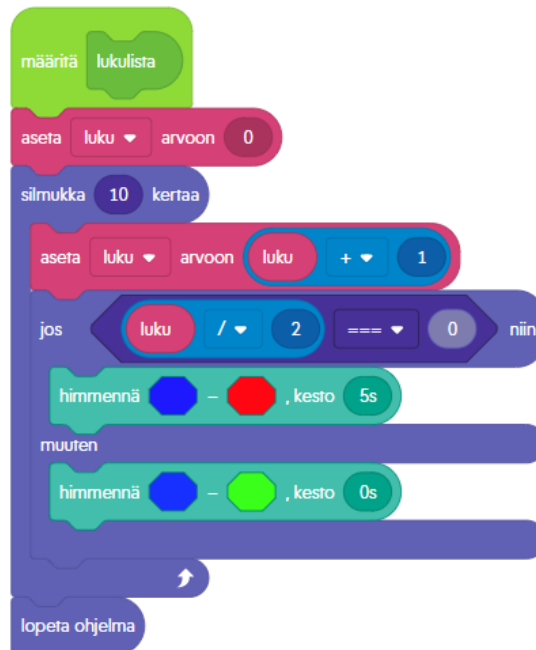 määritä lukulista
aseta luku arvoon 0
silmukka 10 kertaa
aseta luku arvoon luku + 1
jos luku / 2 === 0 niin
himmennä – , kesto 5s
muuten
himmennä – , kesto 0s
lopeta ohjelma